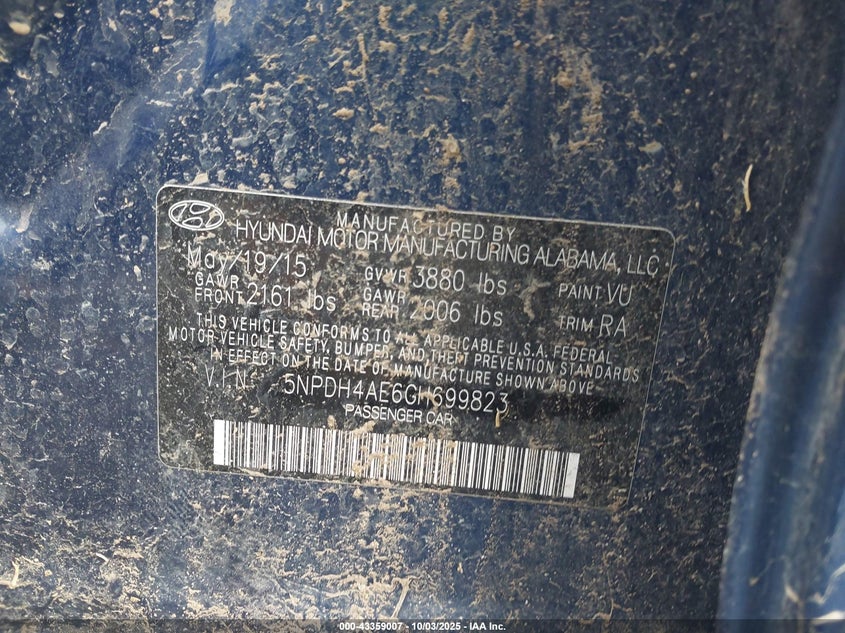 MANUFACTURED BY
HYUNDAI MOTOR MANUFACTURING ALABAMA, LLC
May/19/15 GVWR 3880 lbs PAINT VU
GAWR FRONT 2161 lbs GAWR REAR 2006 lbs TRIM RA
THIS VEHICLE CONFORMS TO ALL APPLICABLE U.S.A. FEDERAL
MOTOR VEHICLE SAFETY, BUMPER, AND THEFT PREVENTION STANDARDS
IN EFFECT ON THE DATE OF MANUFACTURE SHOWN ABOVE.
V.I.N: 5NPDH4AE6GH699823
PASSENGER CAR
000-43359007 - 10/03/2025 - IAA Inc.